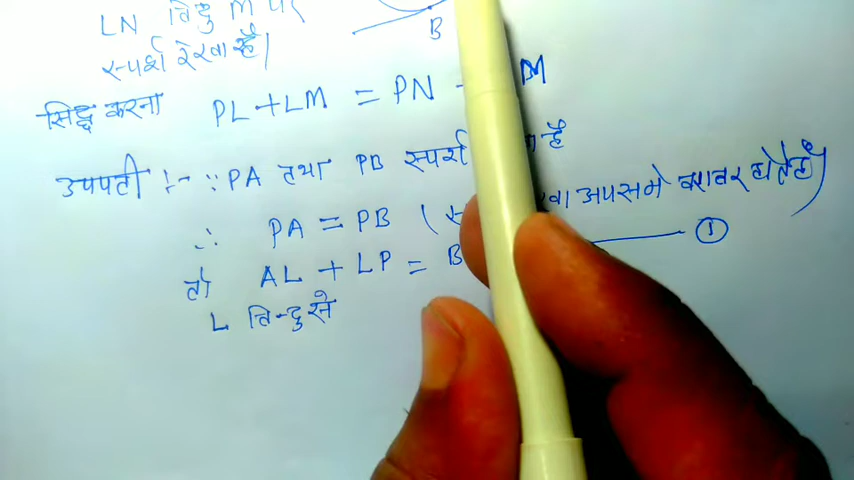 LN बिंदु M पर
स्पर्श रेखा है।
B
सिद्ध करना PL + LM = PN M
उपपती :- ∵ PA तथा PB स्पर्श है
∴ PA = PB ( अपसमे बराबर होते है)
तो AL + LP = B ①
L बिन्दु से